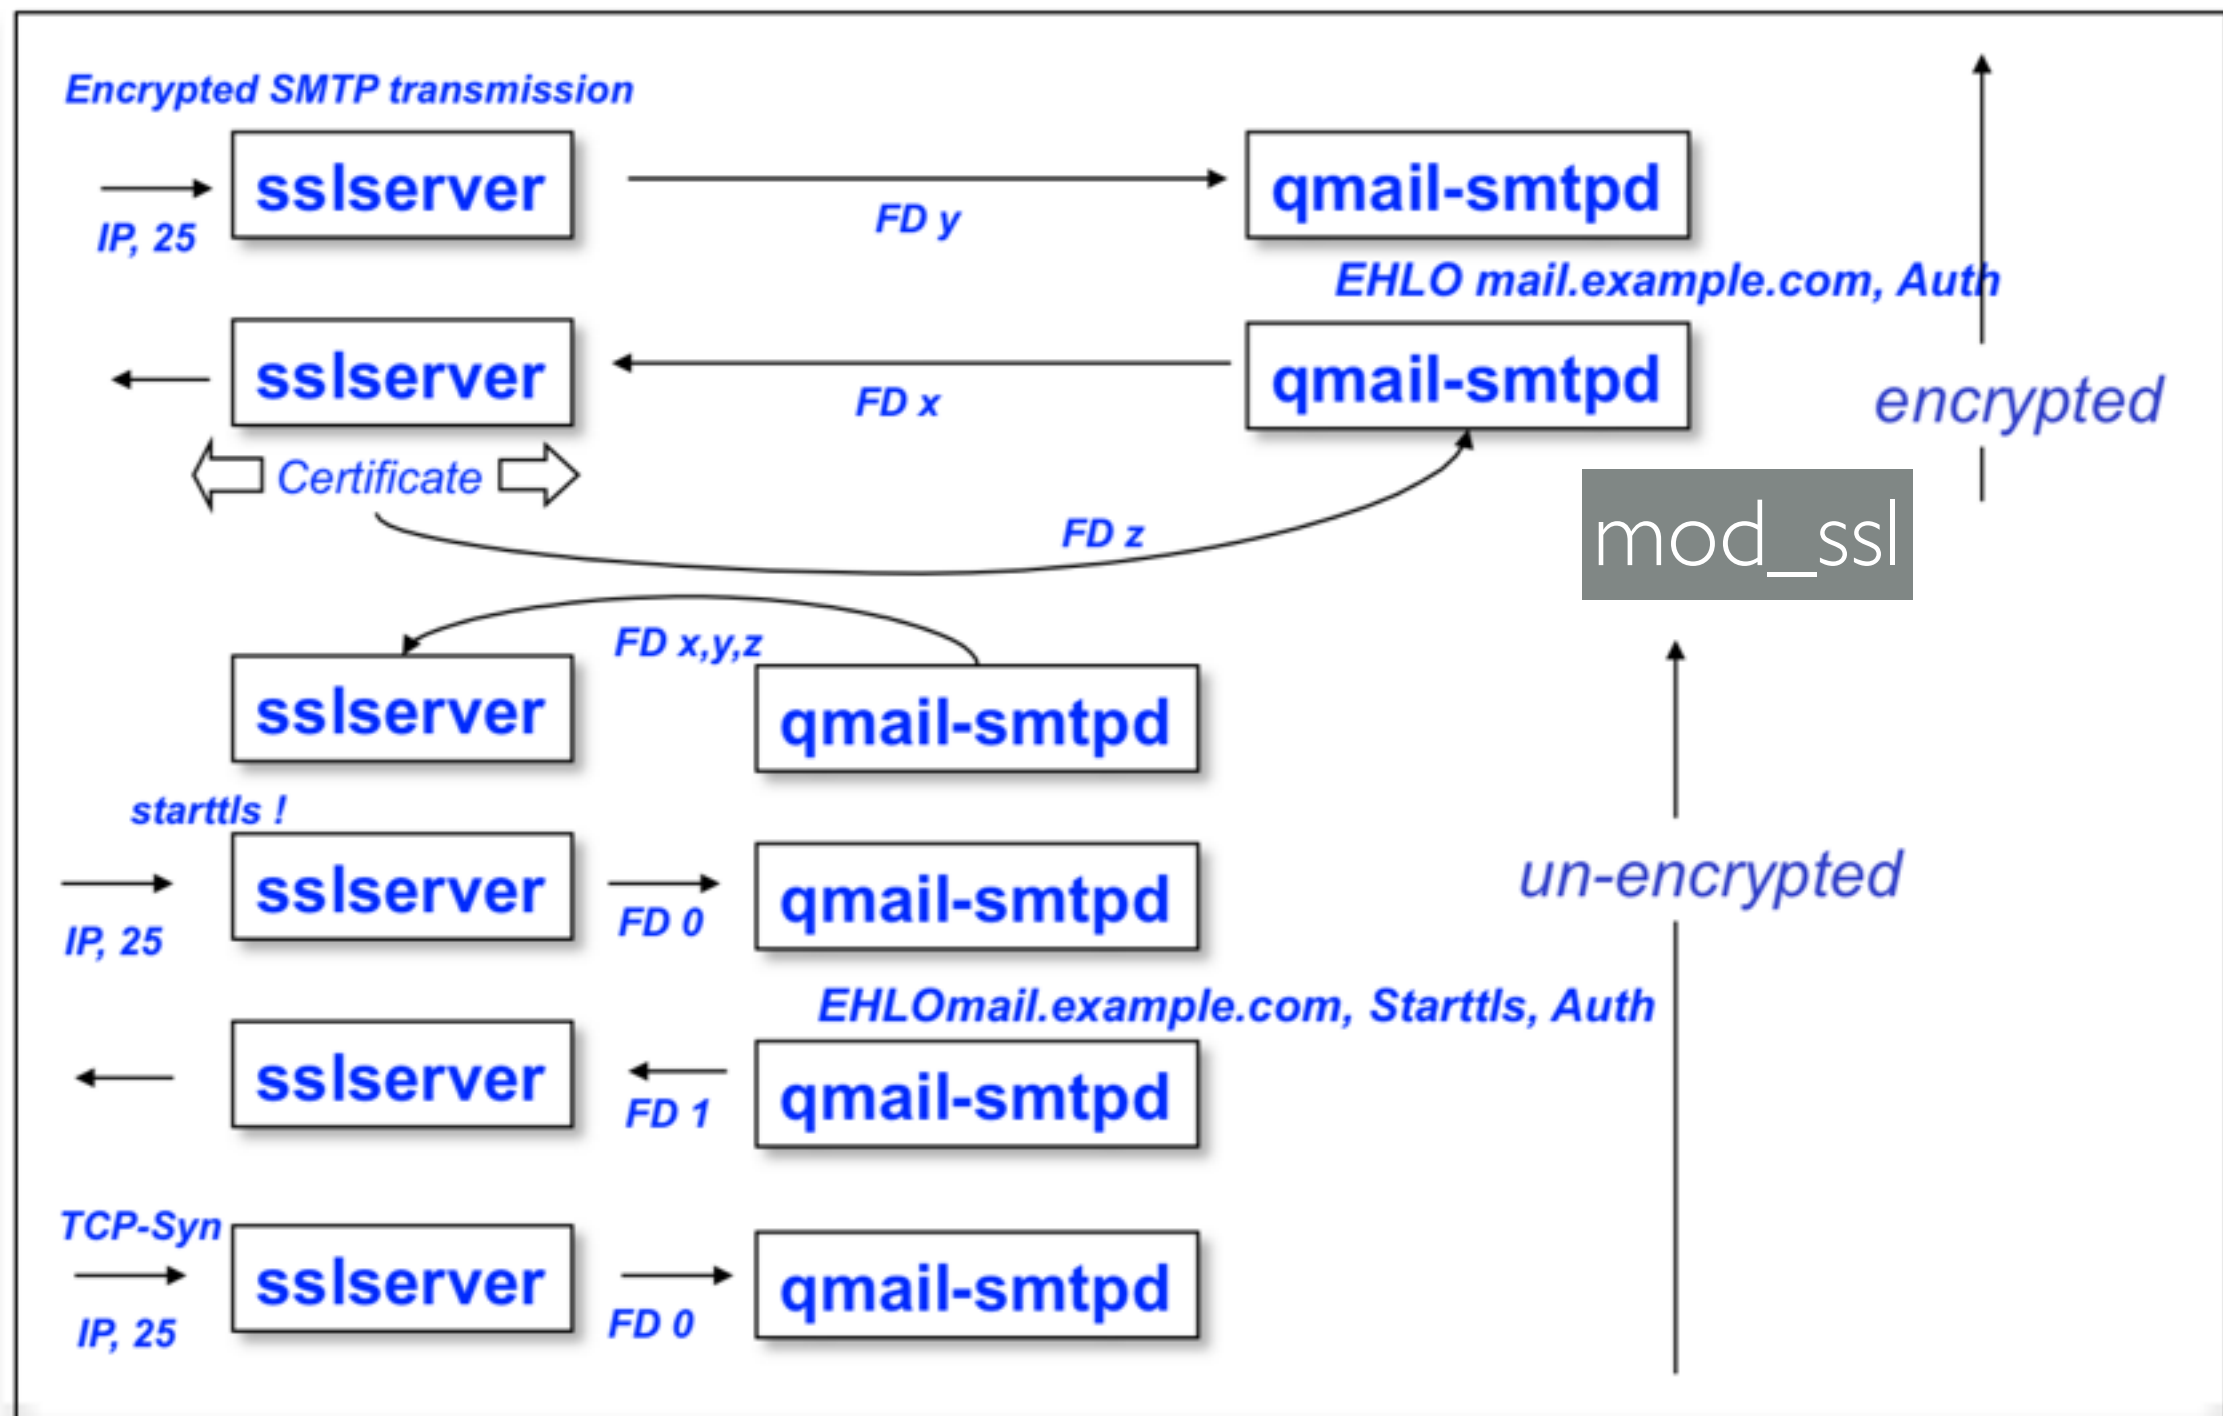 Encrypted SMTP transmission
sslserver
qmail-smtpd
IP, 25
FD y
EHLO mail.example.com, Auth
sslserver
qmail-smtpd
FD x
encrypted
Certificate
FD z
mod_ssl
FD x,y,z
sslserver
qmail-smtpd
starttls !
sslserver
qmail-smtpd
un-encrypted
IP, 25
FD 0
EHLOmail.example.com, Starttls, Auth
sslserver
qmail-smtpd
FD 1
TCP-Syn
sslserver
qmail-smtpd
IP, 25
FD 0